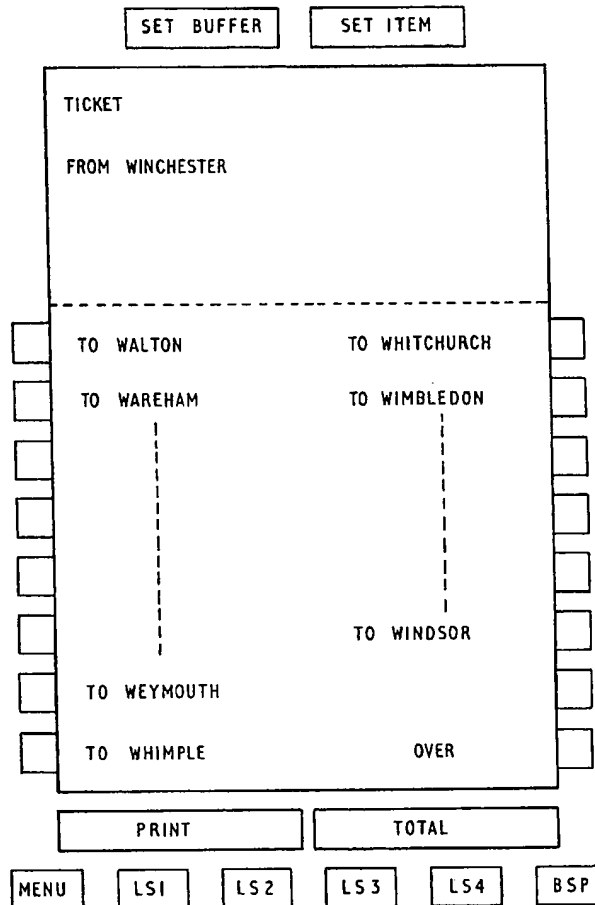 SET BUFFER SET ITEM
TICKET
FROM WINCHESTER
TO WALTON TO WHITCHURCH
TO WAREHAM TO WIMBLEDON
TO WINDSOR
TO WEYMOUTH
TO WHIMPLE OVER
PRINT TOTAL
MENU LS1 LS2 LS3 LS4 BSP